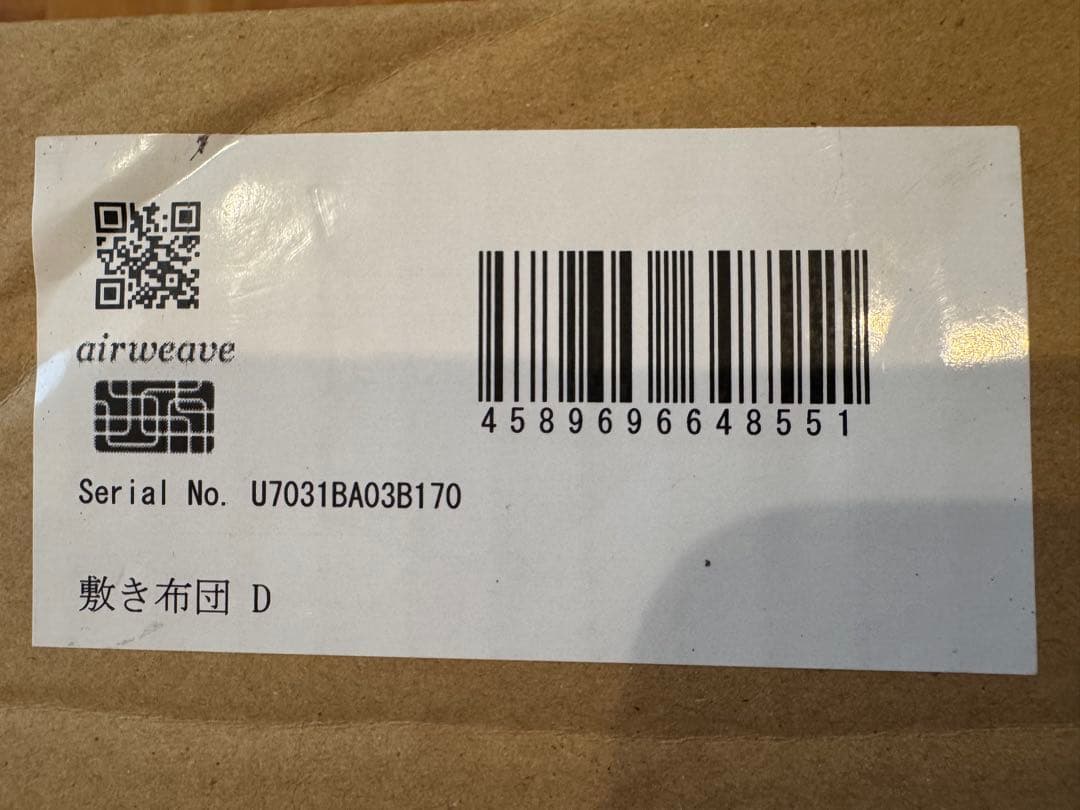 airweave
4589696648551
Serial No. U7031BA03B170
敷き布団 D